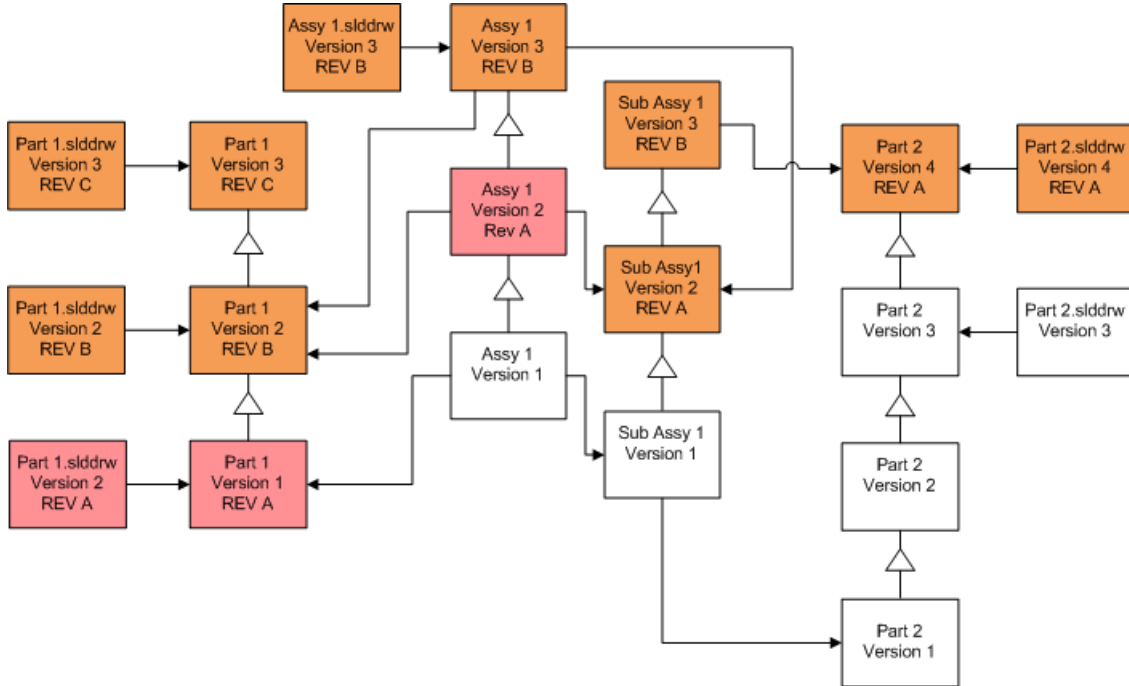 Assy 1.slddrw
Version 3
REV B
Assy 1
Version 3
REV B
Sub Assy 1
Version 3
REV B
Part 1.slddrw
Version 3
REV C
Part 1
Version 3
REV C
Part 2
Version 4
REV A
Part 2.slddrw
Version 4
REV A
Assy 1
Version 2
Rev A
Sub Assy1
Version 2
REV A
Part 1.slddrw
Version 2
REV B
Part 1
Version 2
REV B
Part 2
Version 3
Part 2.slddrw
Version 3
Assy 1
Version 1
Sub Assy 1
Version 1
Part 1.slddrw
Version 2
REV A
Part 1
Version 1
REV A
Part 2
Version 2
Part 2
Version 1